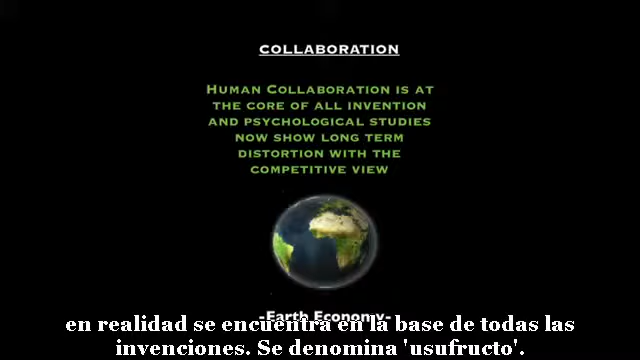 COLLABORATION
HUMAN COLLABORATION IS AT
THE CORE OF ALL INVENTION
AND PSYCHOLOGICAL STUDIES
NOW SHOW LONG TERM
DISTORTION WITH THE
COMPETITIVE VIEW
-Earth Economy-
en realidad se encuentra en la base de todas las
invenciones. Se denomina 'usufructo'.